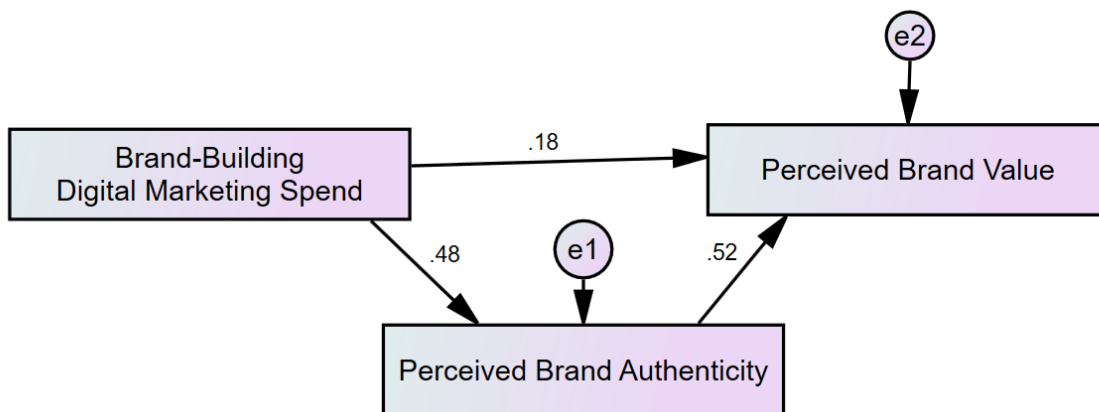 e2
Brand-Building
Digital Marketing Spend
.18
Perceived Brand Value
e1
.48
.52
Perceived Brand Authenticity